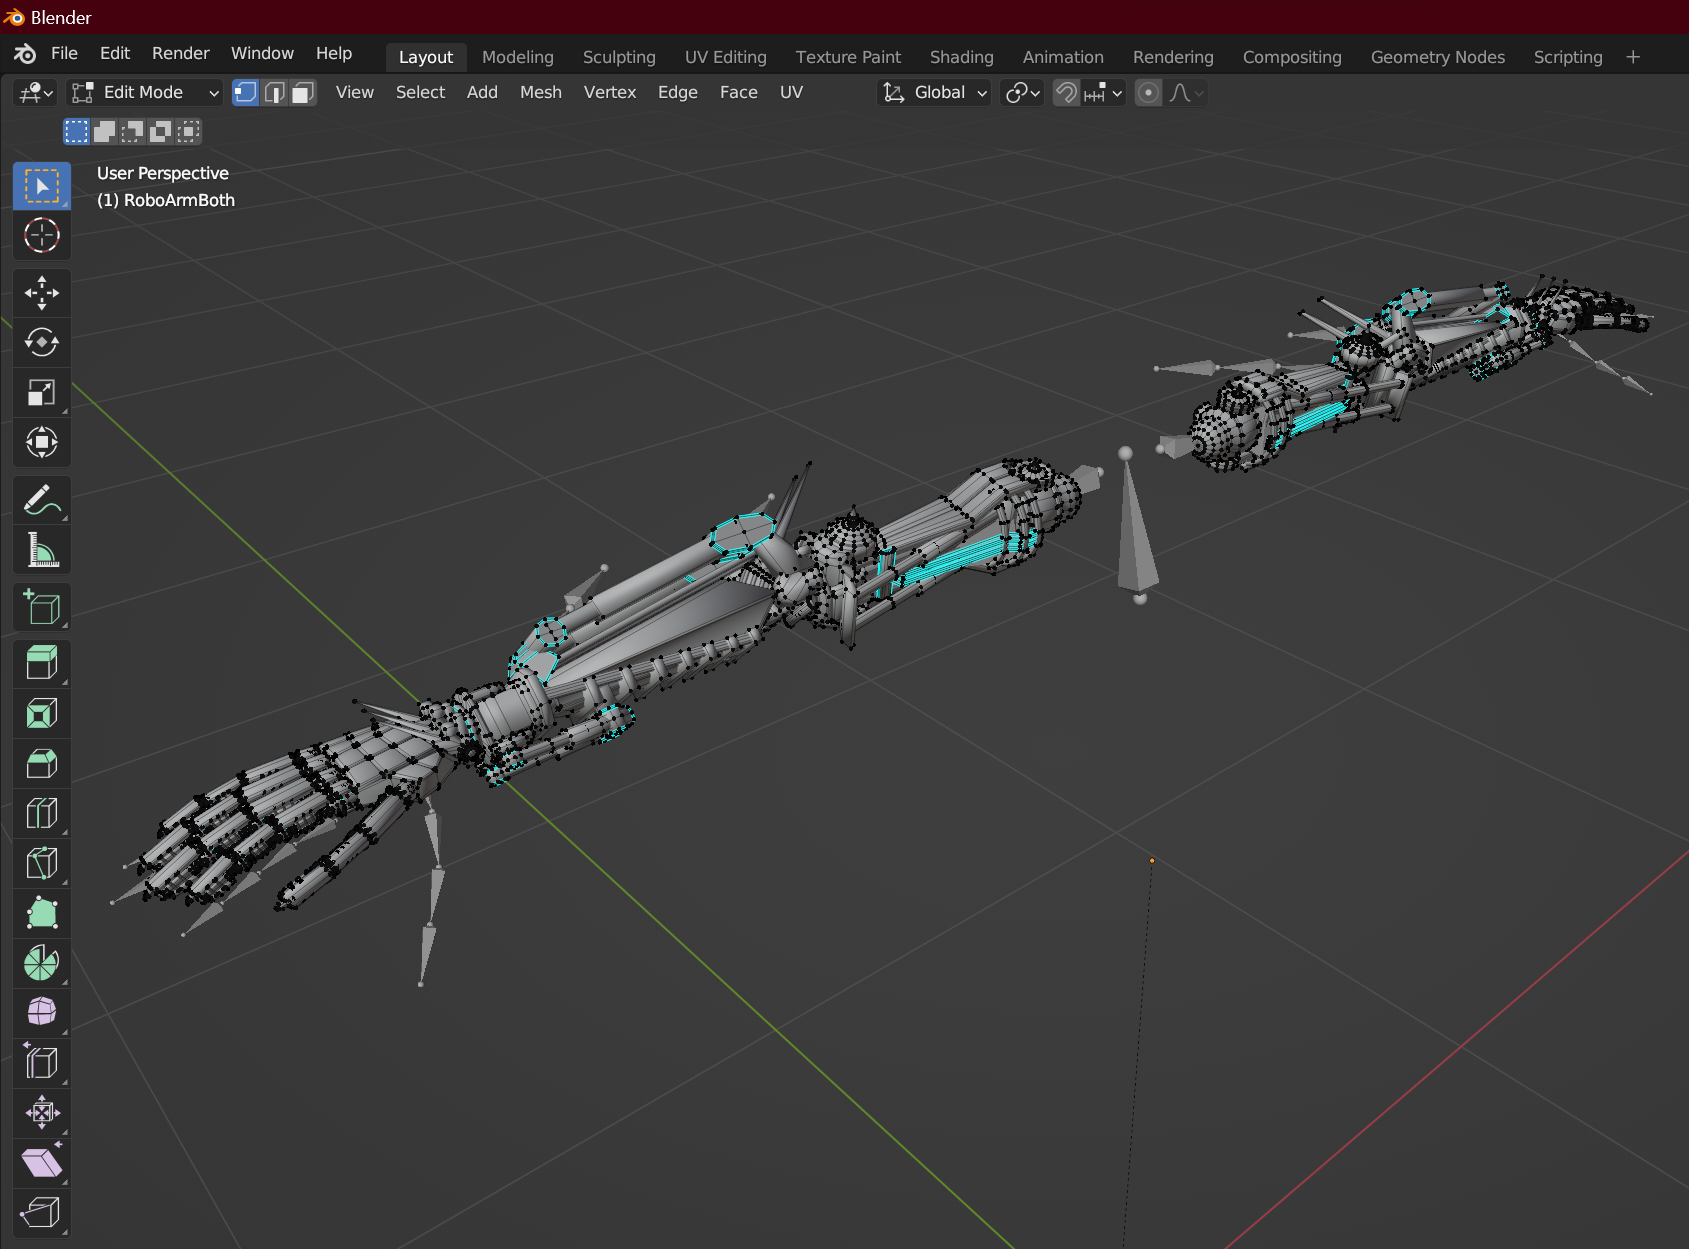 Blender
File Edit Render Window Help Layout Modeling Sculpting UV Editing Texture Paint Shading Animation Rendering Compositing Geometry Nodes Scripting +
Edit Mode View Select Add Mesh Vertex Edge Face UV Global
User Perspective
(1) RoboArmBoth